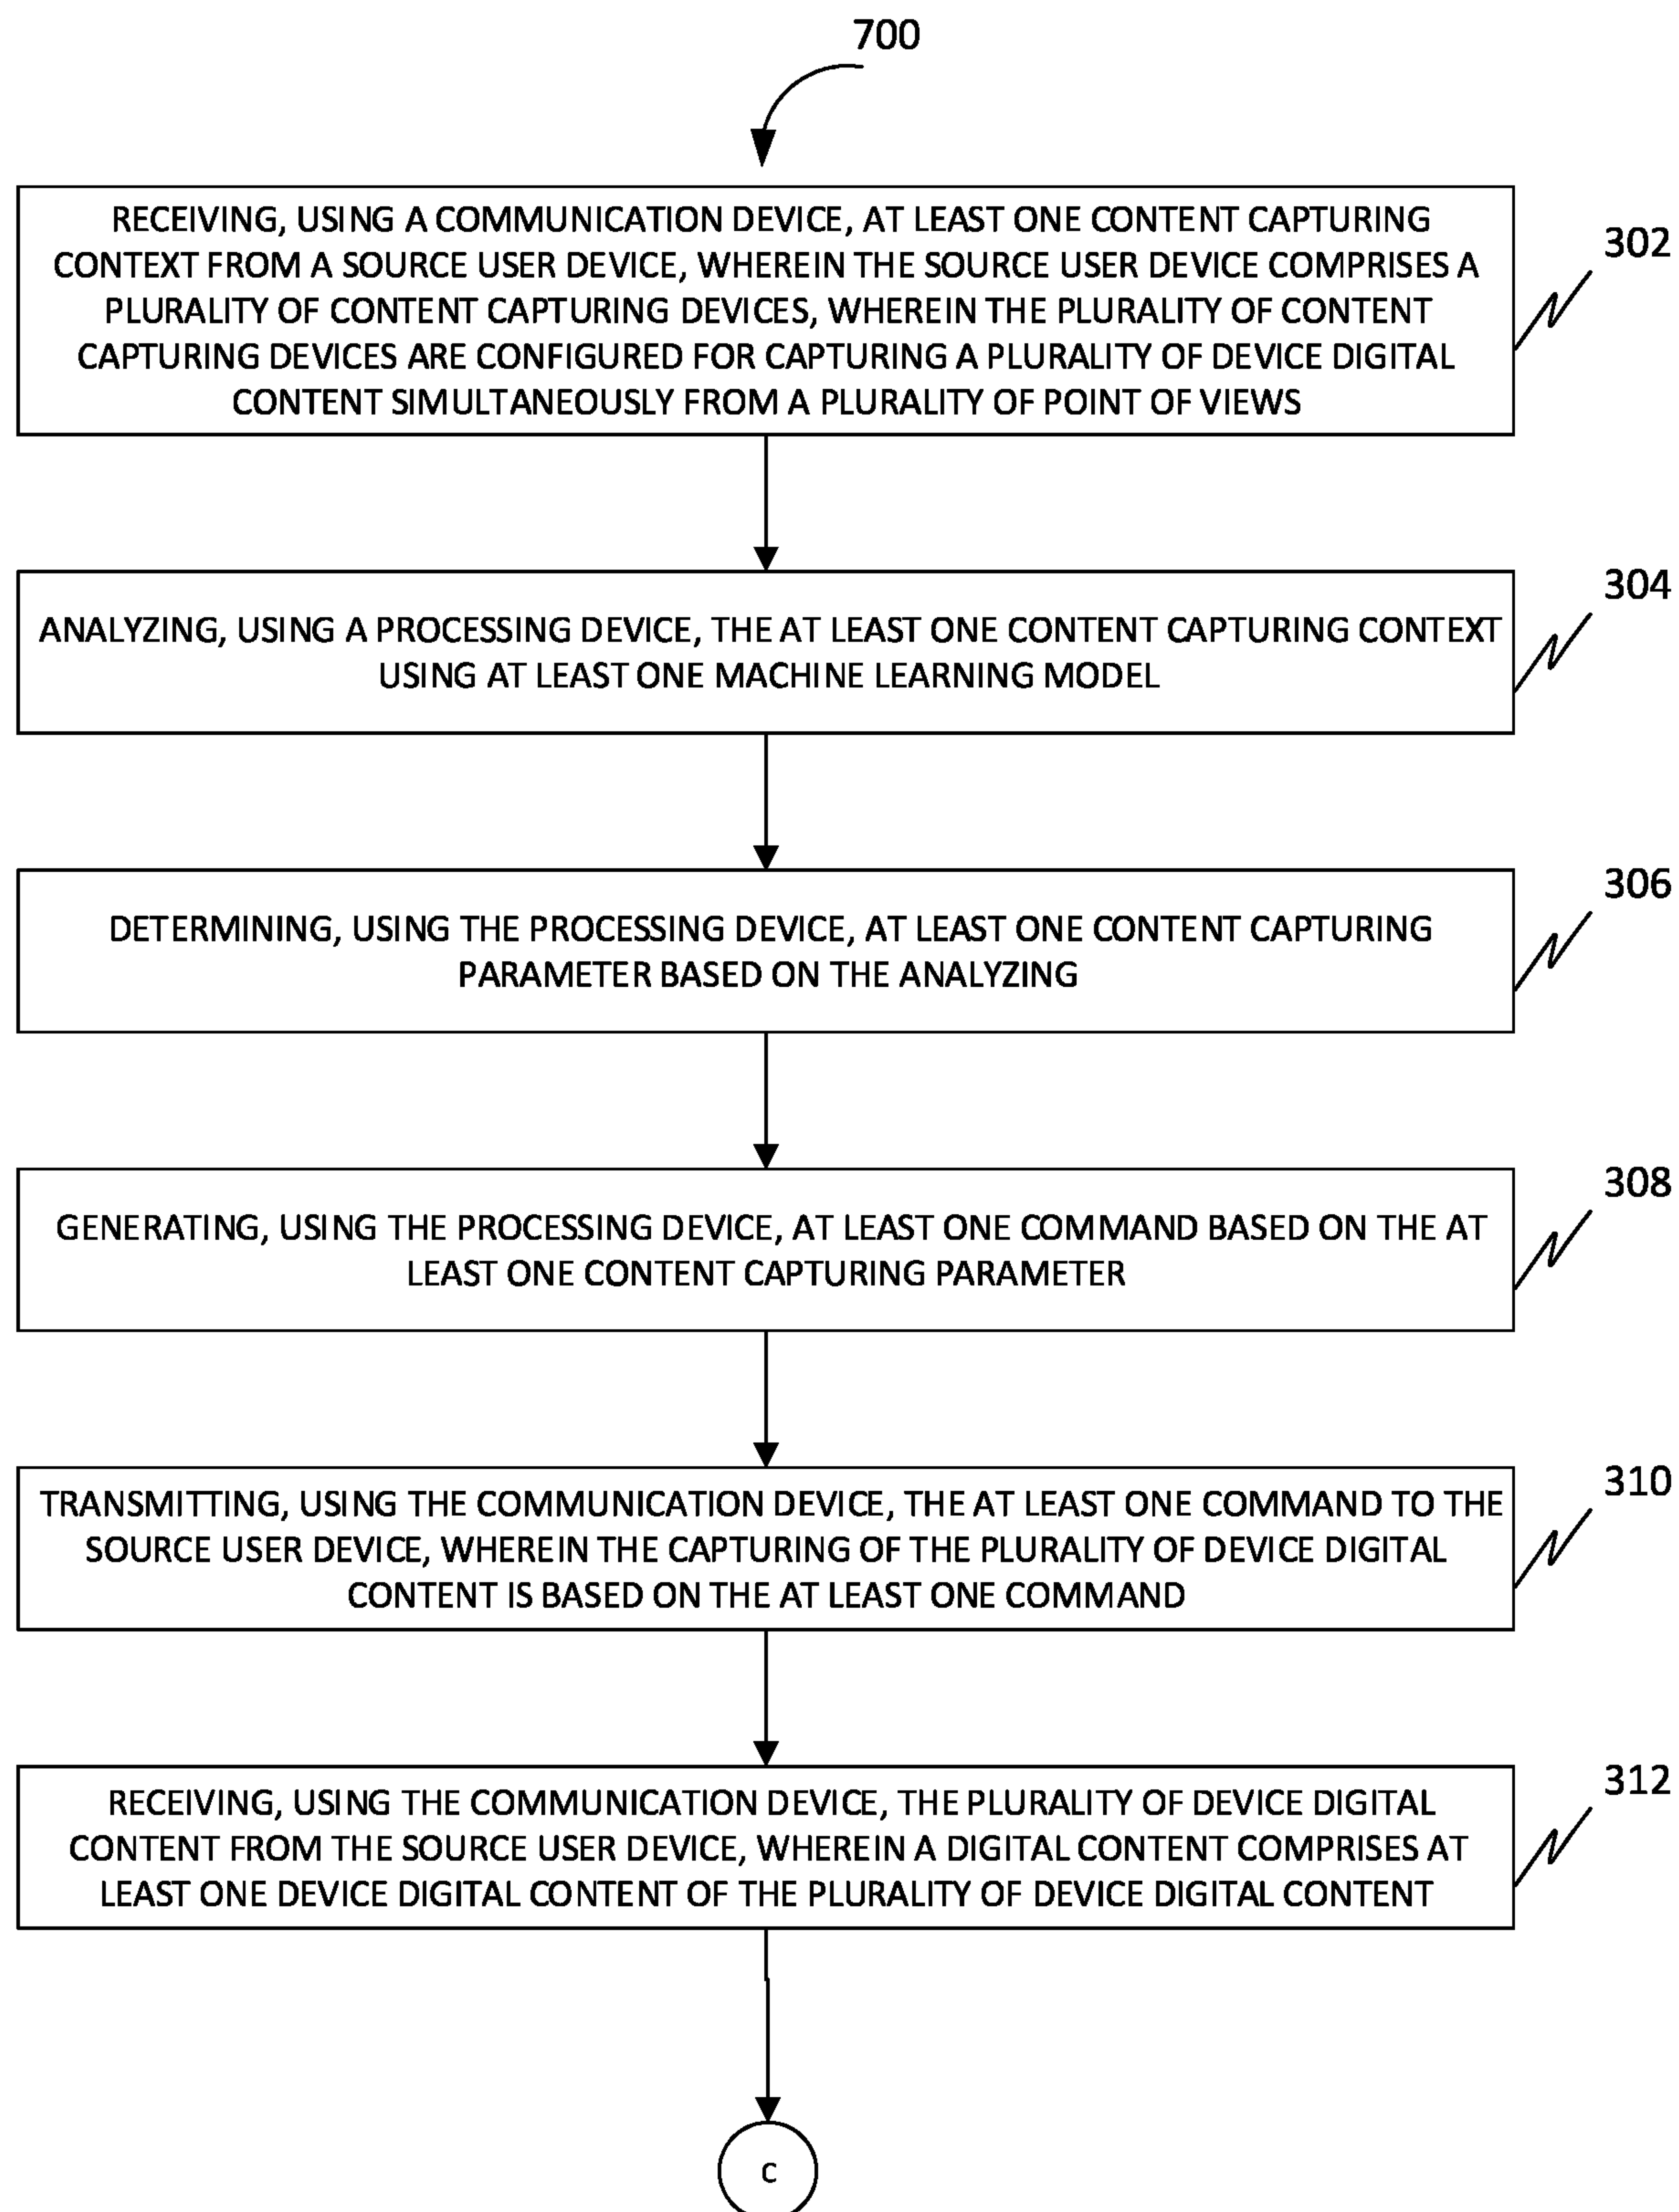 700
RECEIVING, USING A COMMUNICATION DEVICE, AT LEAST ONE CONTENT CAPTURING
CONTEXT FROM A SOURCE USER DEVICE, WHEREIN THE SOURCE USER DEVICE COMPRISES A
PLURALITY OF CONTENT CAPTURING DEVICES, WHEREIN THE PLURALITY OF CONTENT
CAPTURING DEVICES ARE CONFIGURED FOR CAPTURING A PLURALITY OF DEVICE DIGITAL
CONTENT SIMULTANEOUSLY FROM A PLURALITY OF POINT OF VIEWS
302
ANALYZING, USING A PROCESSING DEVICE, THE AT LEAST ONE CONTENT CAPTURING CONTEXT
USING AT LEAST ONE MACHINE LEARNING MODEL
304
DETERMINING, USING THE PROCESSING DEVICE, AT LEAST ONE CONTENT CAPTURING
PARAMETER BASED ON THE ANALYZING
306
GENERATING, USING THE PROCESSING DEVICE, AT LEAST ONE COMMAND BASED ON THE AT
LEAST ONE CONTENT CAPTURING PARAMETER
308
TRANSMITTING, USING THE COMMUNICATION DEVICE, THE AT LEAST ONE COMMAND TO THE
SOURCE USER DEVICE, WHEREIN THE CAPTURING OF THE PLURALITY OF DEVICE DIGITAL
CONTENT IS BASED ON THE AT LEAST ONE COMMAND
310
RECEIVING, USING THE COMMUNICATION DEVICE, THE PLURALITY OF DEVICE DIGITAL
CONTENT FROM THE SOURCE USER DEVICE, WHEREIN A DIGITAL CONTENT COMPRISES AT
LEAST ONE DEVICE DIGITAL CONTENT OF THE PLURALITY OF DEVICE DIGITAL CONTENT
312
C